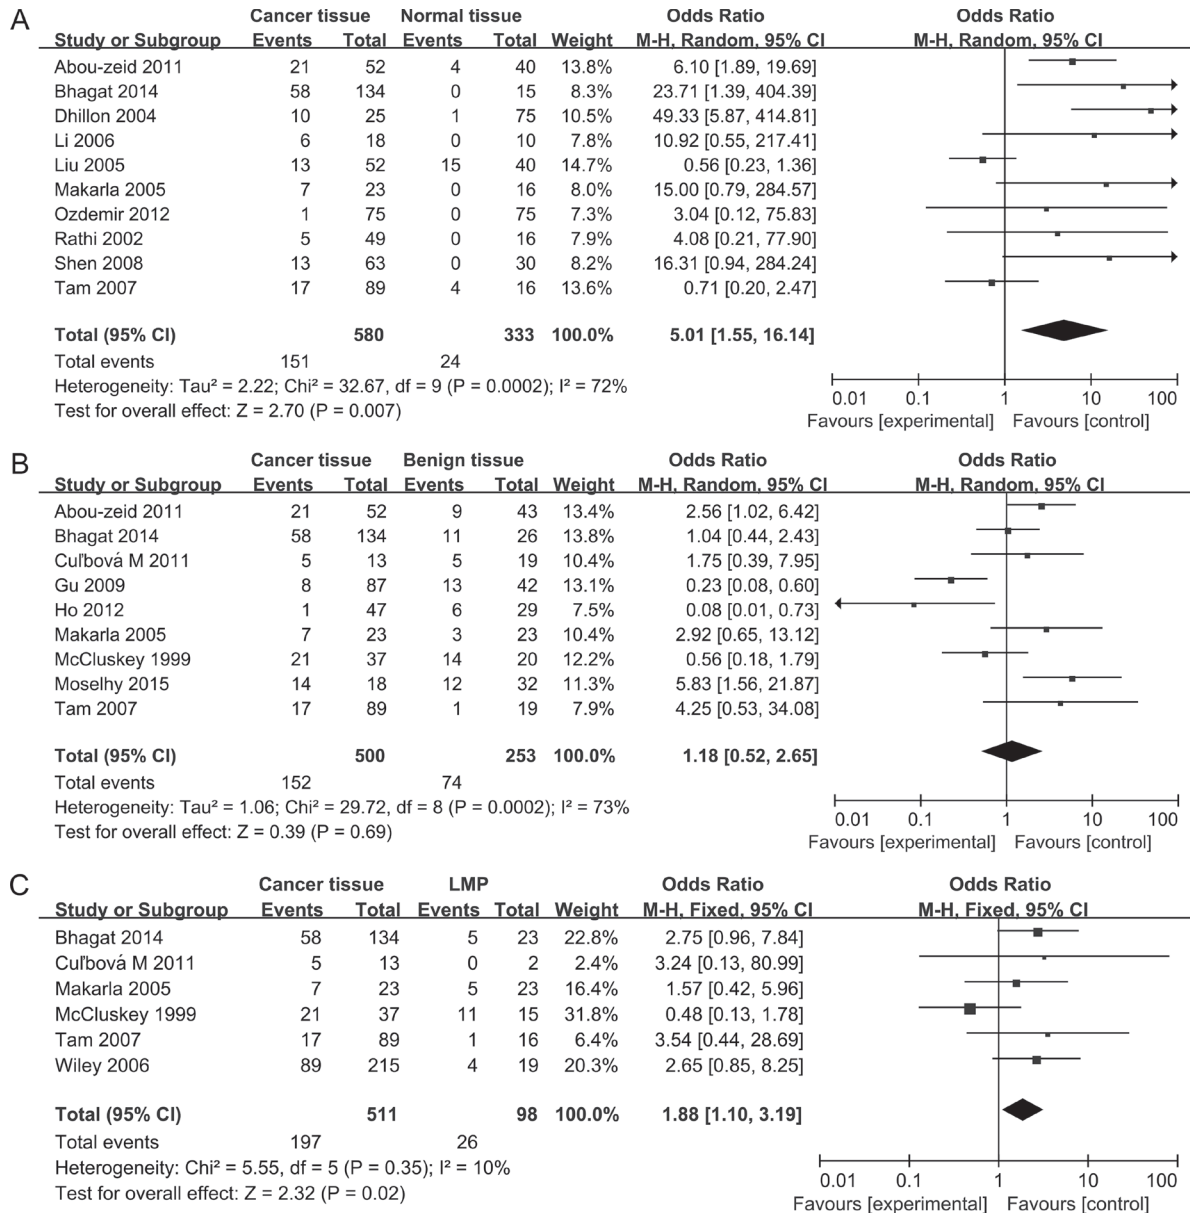 A
Cancer tissue Normal tissue Odds Ratio Odds Ratio
Study or Subgroup Events Total Events Total Weight M-H, Random, 95% CI M-H, Random, 95% CI
Abou-zeid 2011 21 52 4 40 13.8% 6.10 [1.89, 19.69]
Bhagat 2014 58 134 0 15 8.3% 23.71 [1.39, 404.39]
Dhillon 2004 10 25 1 75 10.5% 49.33 [5.87, 414.81]
Li 2006 6 18 0 10 7.8% 10.92 [0.55, 217.41]
Liu 2005 13 52 15 40 14.7% 0.56 [0.23, 1.36]
Makarla 2005 7 23 0 16 8.0% 15.00 [0.79, 284.57]
Ozdemir 2012 1 75 0 75 7.3% 3.04 [0.12, 75.83]
Rathi 2002 5 49 0 16 7.9% 4.08 [0.21, 77.90]
Shen 2008 13 63 0 30 8.2% 16.31 [0.94, 284.24]
Tam 2007 17 89 4 16 13.6% 0.71 [0.20, 2.47]
Total (95% CI) 580 333 100.0% 5.01 [1.55, 16.14]
Total events 151 24
Heterogeneity: Tau² = 2.22; Chi² = 32.67, df = 9 (P = 0.0002); I² = 72%
Test for overall effect: Z = 2.70 (P = 0.007)
0.01 0.1 1 10 100
Favours [experimental] Favours [control]
B
Cancer tissue Benign tissue Odds Ratio Odds Ratio
Study or Subgroup Events Total Events Total Weight M-H, Random, 95% CI M-H, Random, 95% CI
Abou-zeid 2011 21 52 9 43 13.4% 2.56 [1.02, 6.42]
Bhagat 2014 58 134 11 26 13.8% 1.04 [0.44, 2.43]
Cuľbová M 2011 5 13 5 19 10.4% 1.75 [0.39, 7.95]
Gu 2009 8 87 13 42 13.1% 0.23 [0.08, 0.60]
Ho 2012 1 47 6 29 7.5% 0.08 [0.01, 0.73]
Makarla 2005 7 23 3 23 10.4% 2.92 [0.65, 13.12]
McCluskey 1999 21 37 14 20 12.2% 0.56 [0.18, 1.79]
Moselhy 2015 14 18 12 32 11.3% 5.83 [1.56, 21.87]
Tam 2007 17 89 1 19 7.9% 4.25 [0.53, 34.08]
Total (95% CI) 500 253 100.0% 1.18 [0.52, 2.65]
Total events 152 74
Heterogeneity: Tau² = 1.06; Chi² = 29.72, df = 8 (P = 0.0002); I² = 73%
Test for overall effect: Z = 0.39 (P = 0.69)
0.01 0.1 1 10 100
Favours [experimental] Favours [control]
C
Cancer tissue LMP Odds Ratio Odds Ratio
Study or Subgroup Events Total Events Total Weight M-H, Fixed, 95% CI M-H, Fixed, 95% CI
Bhagat 2014 58 134 5 23 22.8% 2.75 [0.96, 7.84]
Cuľbová M 2011 5 13 0 2 2.4% 3.24 [0.13, 80.99]
Makarla 2005 7 23 5 23 16.4% 1.57 [0.42, 5.96]
McCluskey 1999 21 37 11 15 31.8% 0.48 [0.13, 1.78]
Tam 2007 17 89 1 16 6.4% 3.54 [0.44, 28.69]
Wiley 2006 89 215 4 19 20.3% 2.65 [0.85, 8.25]
Total (95% CI) 511 98 100.0% 1.88 [1.10, 3.19]
Total events 197 26
Heterogeneity: Chi² = 5.55, df = 5 (P = 0.35); I² = 10%
Test for overall effect: Z = 2.32 (P = 0.02)
0.01 0.1 1 10 100
Favours [experimental] Favours [control]